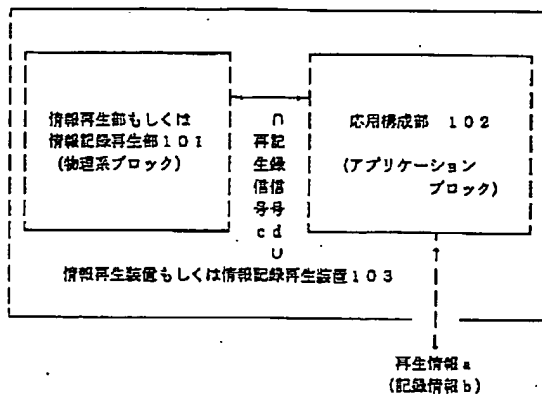 情報再生部もしくは
情報記録再生部101
(物理系ブロック)
再生信号c
(記録信号d)
応用構成部 102
(アプリケーション
ブロック)
情報再生装置もしくは情報記録再生装置103
再生情報a
(記録情報b)